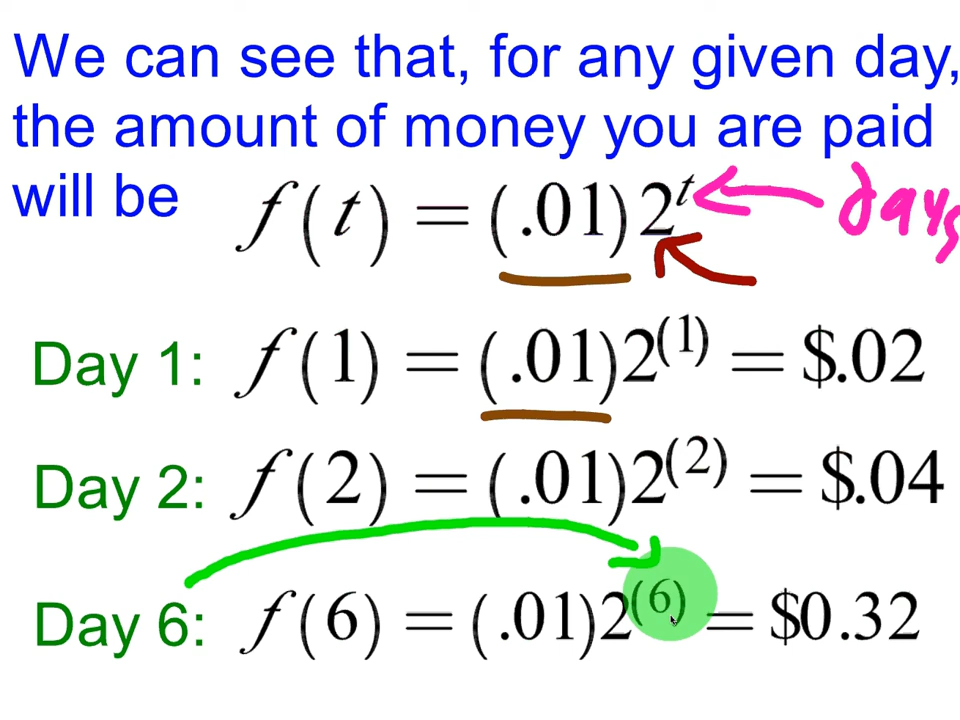 We can see that, for any given day,
the amount of money you are paid
will be f(t) = (.01)2^t days
Day 1: f(1) = (.01)2^(1) = $.02
Day 2: f(2) = (.01)2^(2) = $.04
Day 6: f(6) = (.01)2^(6) = $0.32